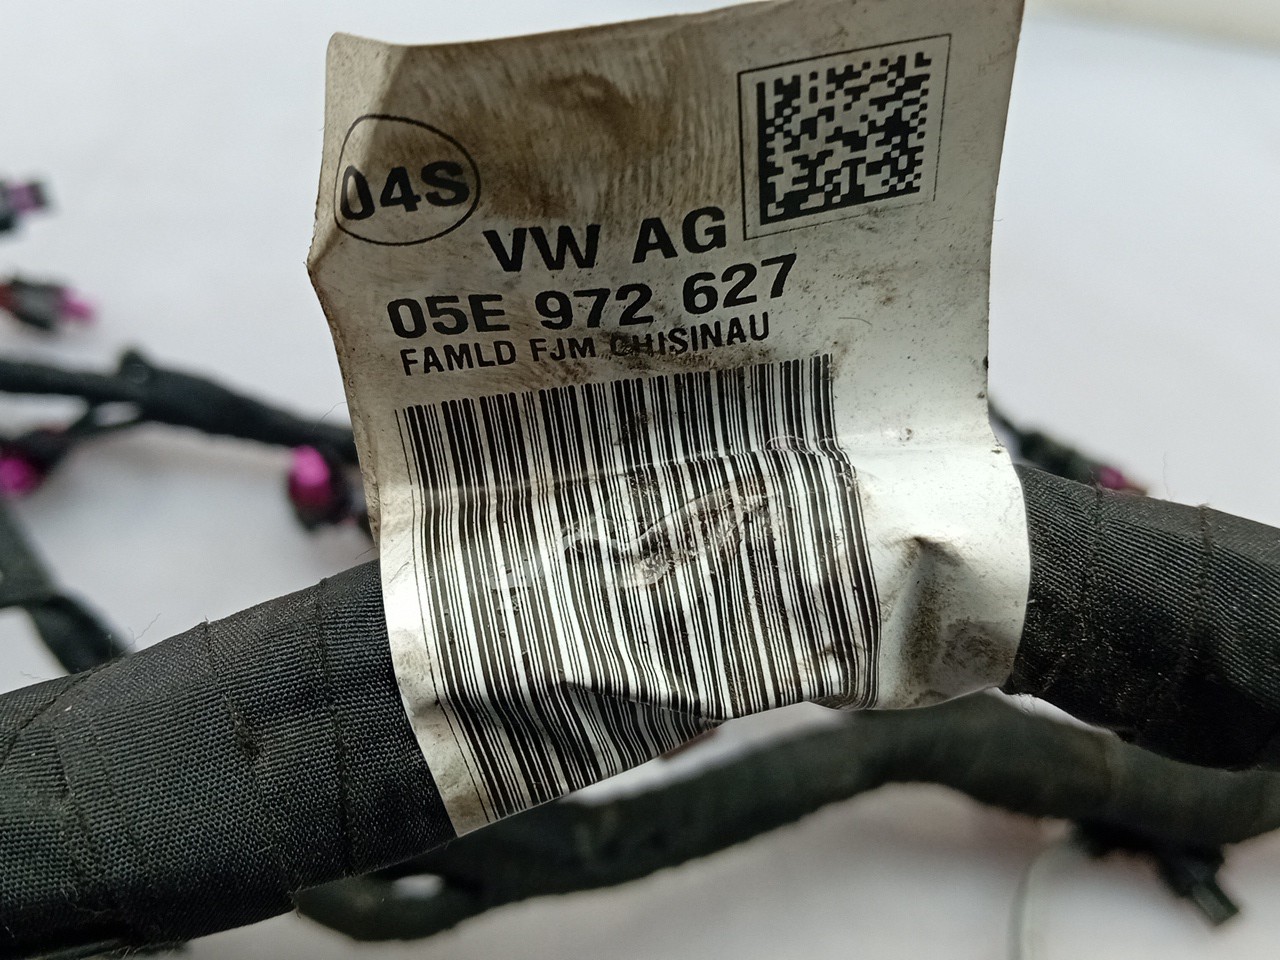 04S
VW AG
05E 972 627
FAMLD FJM CHISINAU